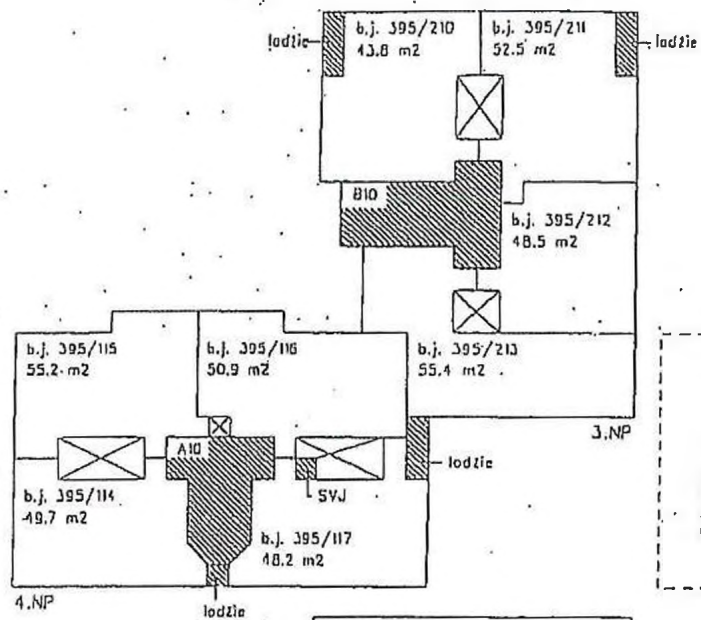 lodžie
b.j. 395/210
43.8 m2
b.j. 395/211
52.5 m2
lodžie
B10
b.j. 395/212
48.5 m2
b.j. 395/115
55.2 m2
b.j. 395/116
50.9 m2
b.j. 395/213
55.4 m2
3.NP
A10
lodžie
SVJ
b.j. 395/114
49.7 m2
b.j. 395/117
48.2 m2
4.NP
lodžie